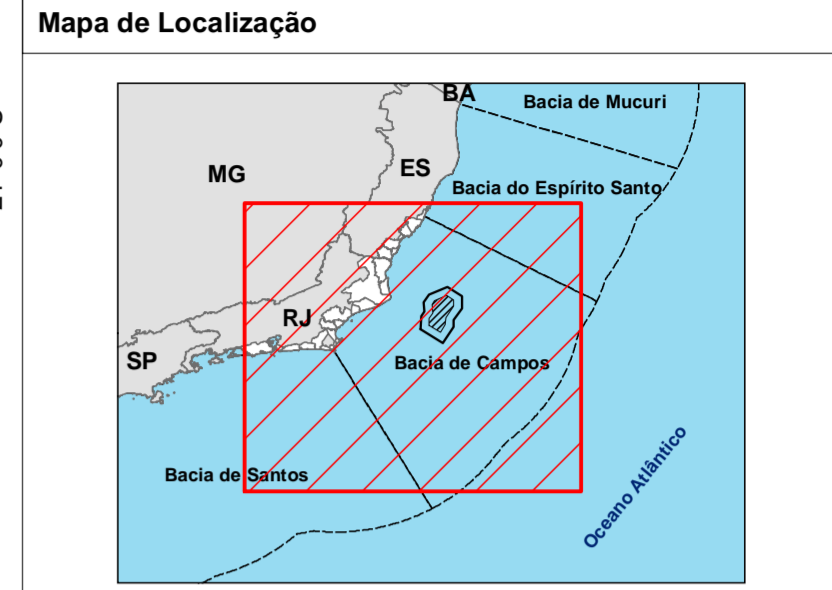 Mapa de Localização
BA
Bacia de Mucuri
MG
ES
Bacia do Espírito Santo
RJ
SP
Bacia de Campos
Bacia de Santos
Oceano Atlântico